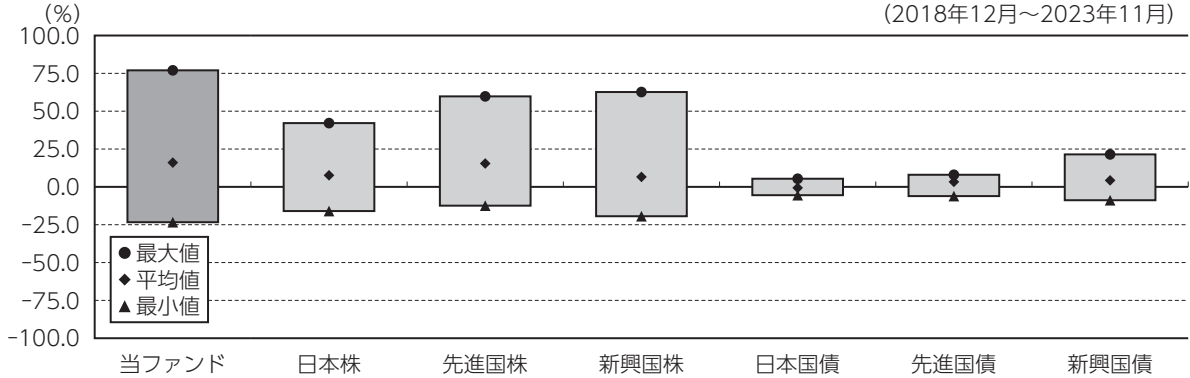 (%)
(2018年12月～2023年11月)
100.0
75.0
50.0
25.0
0.0
-25.0
-50.0
-75.0
-100.0
●最大値
◆平均値
▲最小値
当ファンド 日本株 先進国株 新興国株 日本国債 先進国債 新興国債